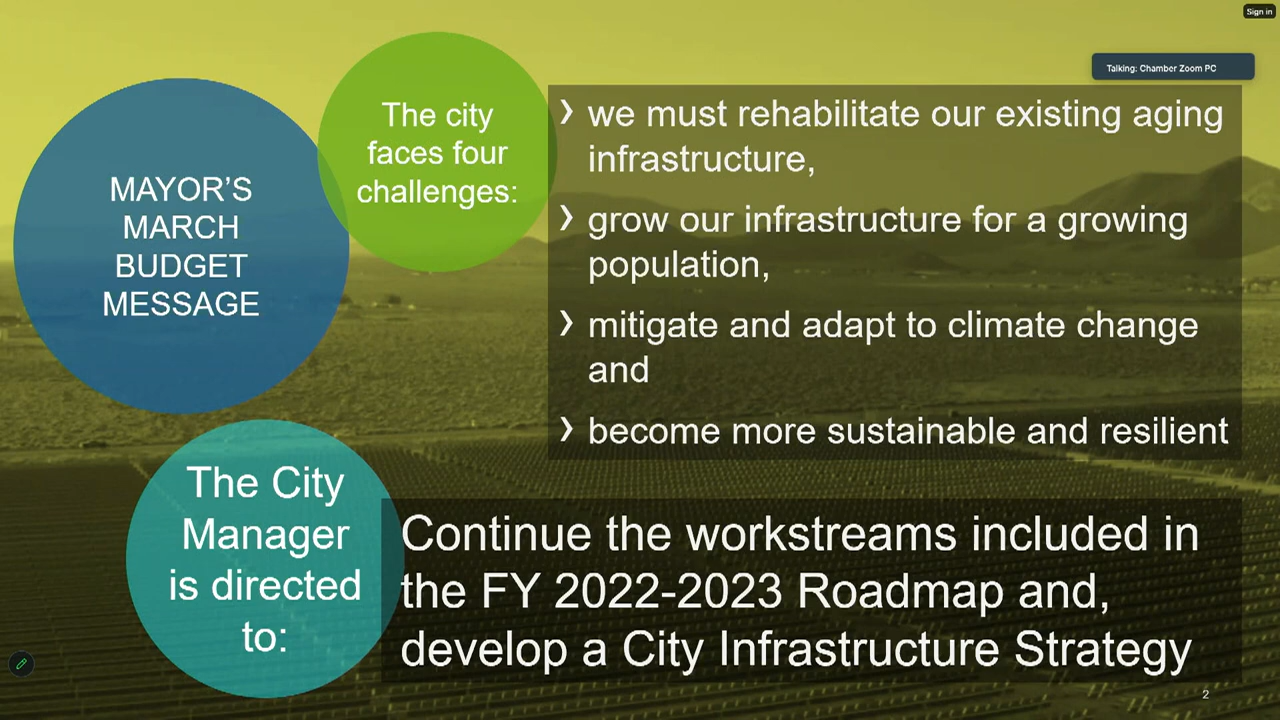 Sign in
Talking: Chamber Zoom PC
MAYOR'S
MARCH
BUDGET
MESSAGE
The city
faces four
challenges:
❯ we must rehabilitate our existing aging
infrastructure,
❯ grow our infrastructure for a growing
population,
❯ mitigate and adapt to climate change
and
❯ become more sustainable and resilient
The City
Manager
is directed
to:
Continue the workstreams included in
the FY 2022-2023 Roadmap and,
develop a City Infrastructure Strategy
2